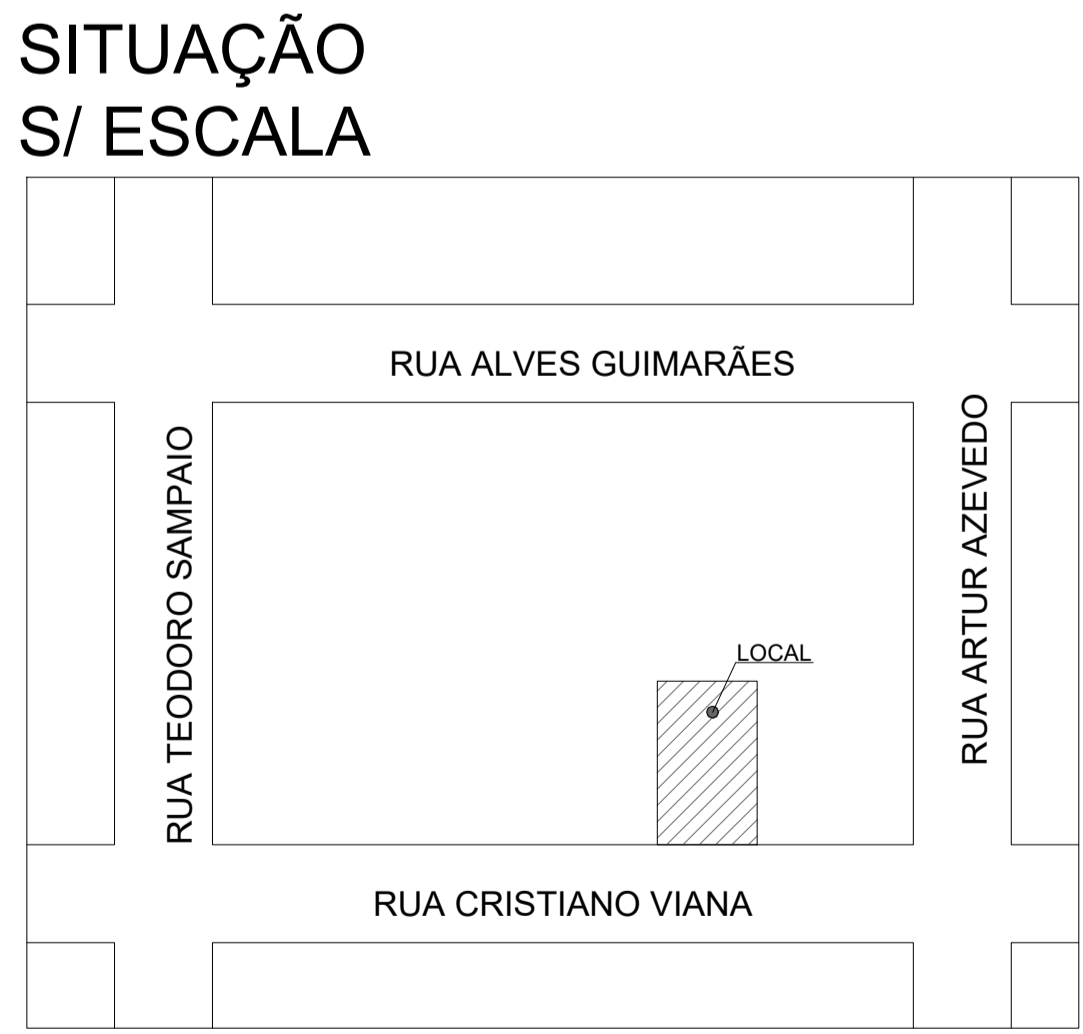 SITUAÇÃO
S/ ESCALA
RUA ALVES GUIMARÃES
RUA TEODORO SAMPAIO
RUA ARTUR AZEVEDO
LOCAL
RUA CRISTIANO VIANA